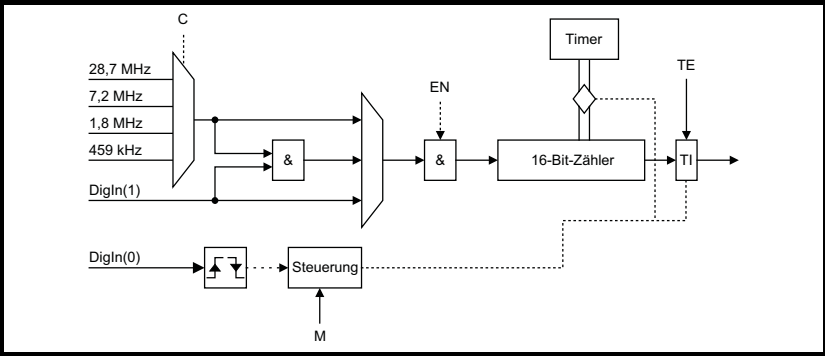 C
Timer
28,7 MHz
TE
7,2 MHz
EN
1,8 MHz
459 kHz
&
&
16-Bit-Zähler
TI
DigIn(1)
DigIn(0)
Steuerung
M